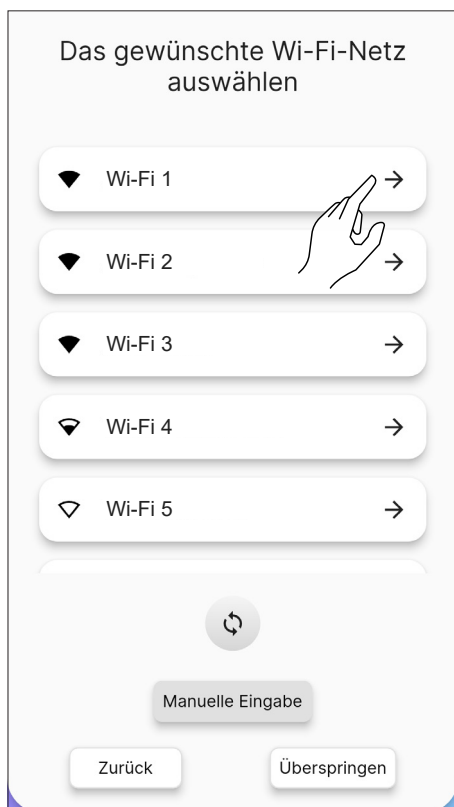 Das gewünschte Wi-Fi-Netz
auswählen
Wi-Fi 1
Wi-Fi 2
Wi-Fi 3
Wi-Fi 4
Wi-Fi 5
Manuelle Eingabe
Zurück
Überspringen